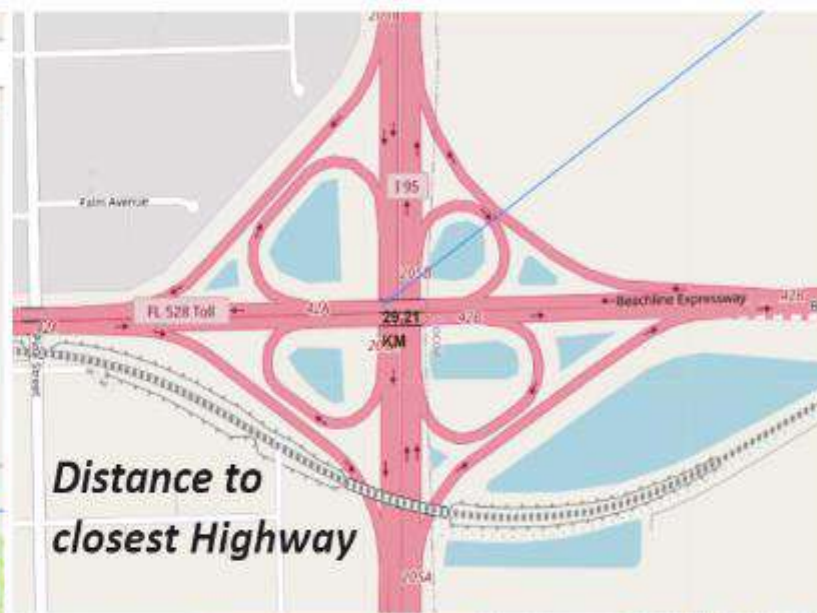 205B
I 95
Palm Avenue
205B
42B
Beachline Expressway
FL 528 Toll
42A
42B
29.21
KM
Distance to
closest Highway
205A